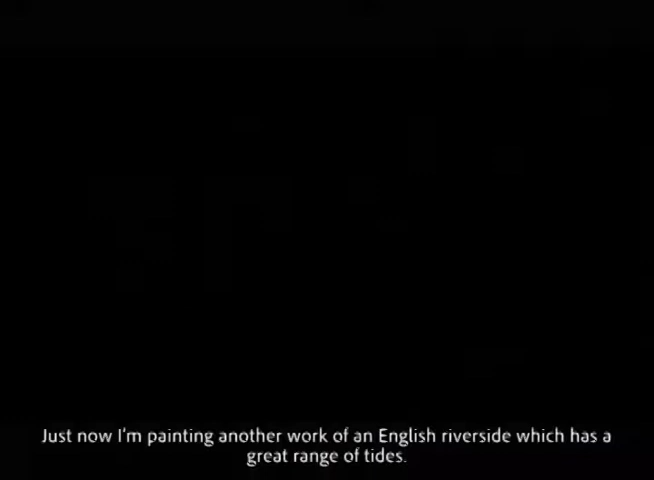 Just now I'm painting another work of an English riverside which has a
great range of tides.